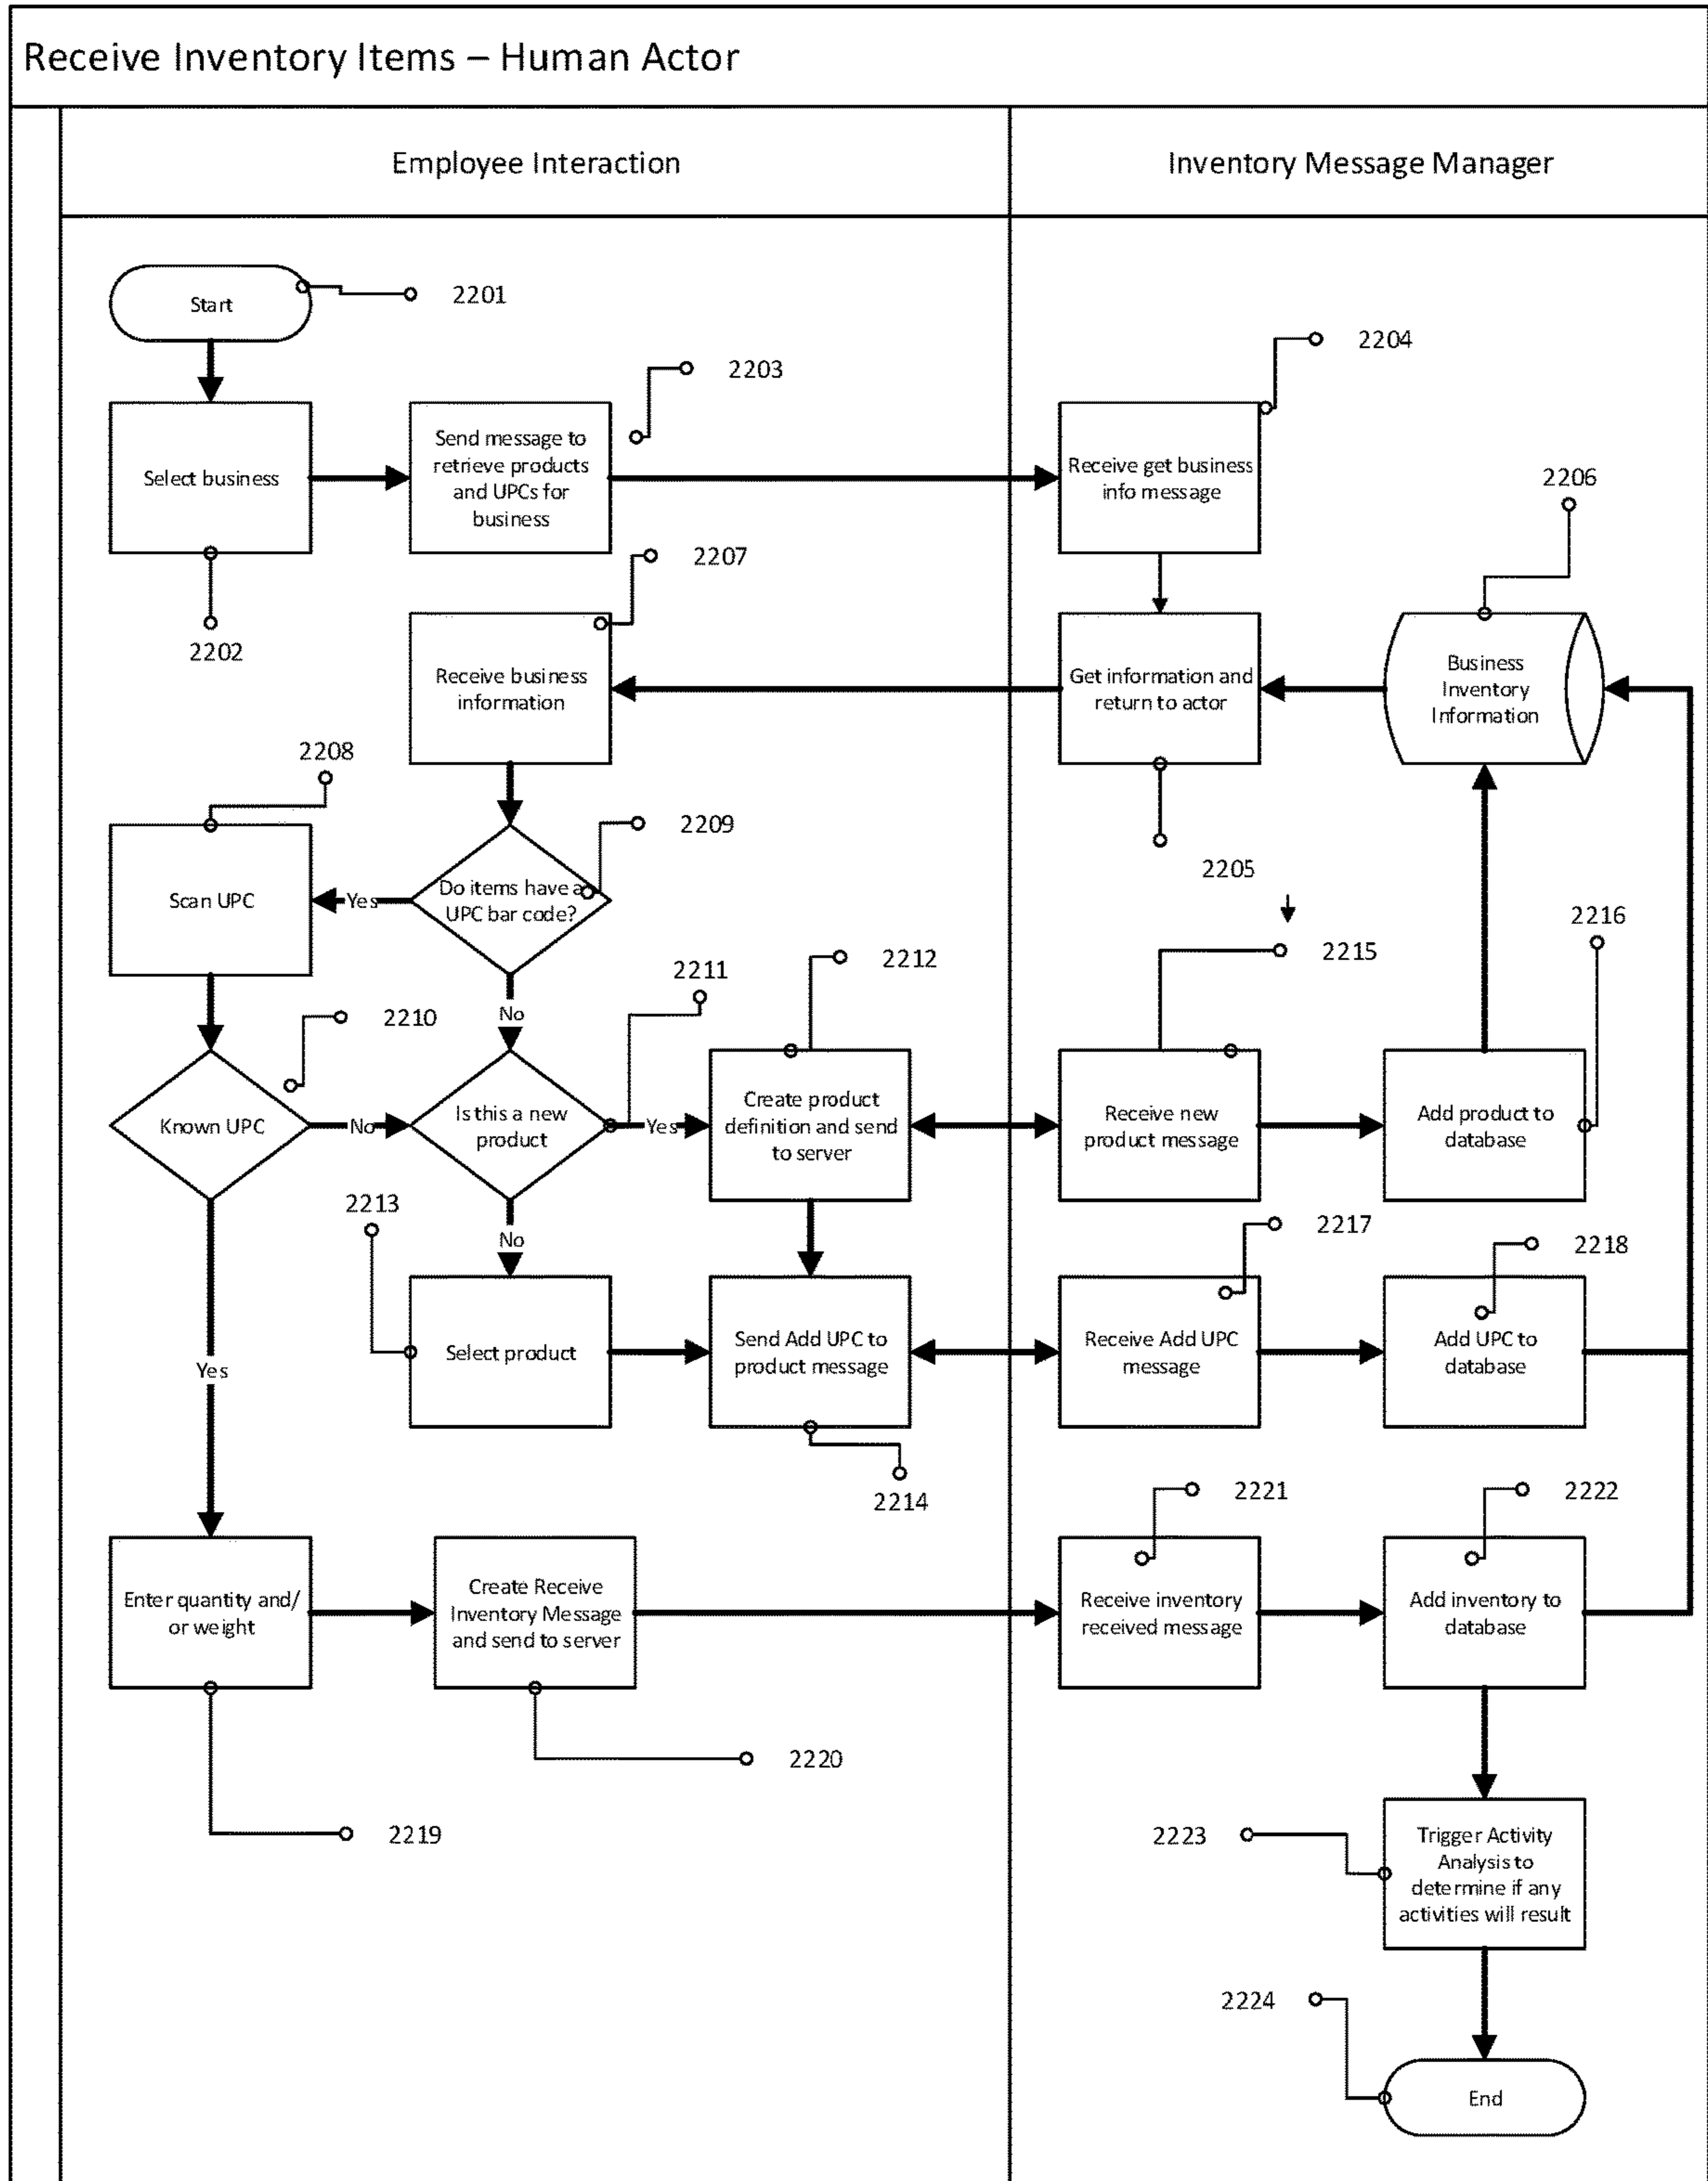 Receive Inventory Items – Human Actor
Employee Interaction
Inventory Message Manager
Start
2201
2204
2203
Select business
Send message to
retrieve products
and UPCs for
business
Receive get business
info message
2206
2202
2207
Receive business
information
Get information and
return to actor
Business
Inventory
Information
2208
2209
2205
Scan UPC
Yes
Do items have a
UPC bar code?
No
2210
2211
2212
2215
2216
Known UPC
No
Is this a new
product
Yes
Create product
definition and send
to server
Receive new
product message
Add product to
database
2213
No
2217
2218
Yes
Select product
Send Add UPC to
product message
Receive Add UPC
message
Add UPC to
database
2214
2221
2222
Enter quantity and/
or weight
Create Receive
Inventory Message
and send to server
Receive inventory
received message
Add inventory to
database
2220
2219
2223
Trigger Activity
Analysis to
determine if any
activities will result
2224
End